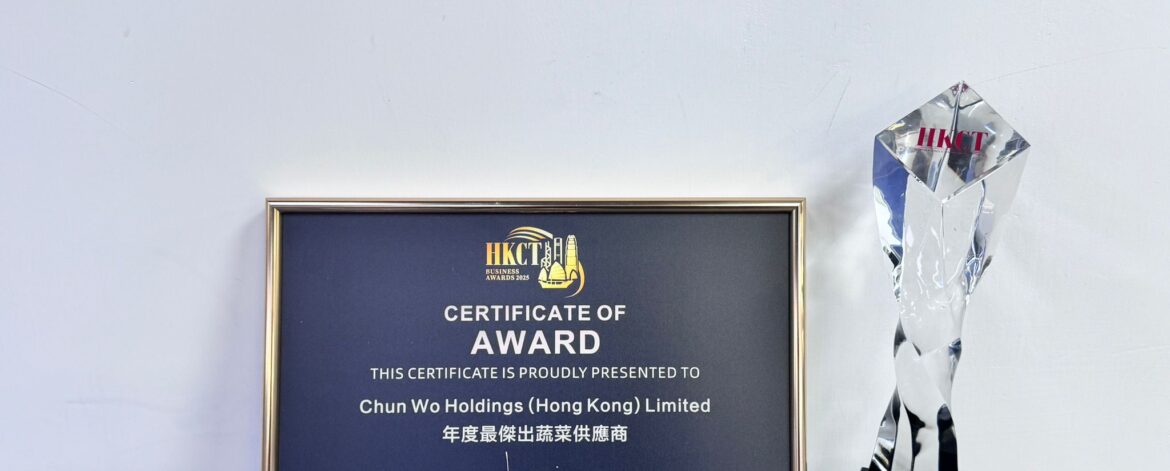 HKCT
BUSINESS
AWARDS 2025
CERTIFICATE OF
AWARD
THIS CERTIFICATE IS PROUDLY PRESENTED TO
Chun Wo Holdings (Hong Kong) Limited
年度最傑出蔬菜供應商
HKCT